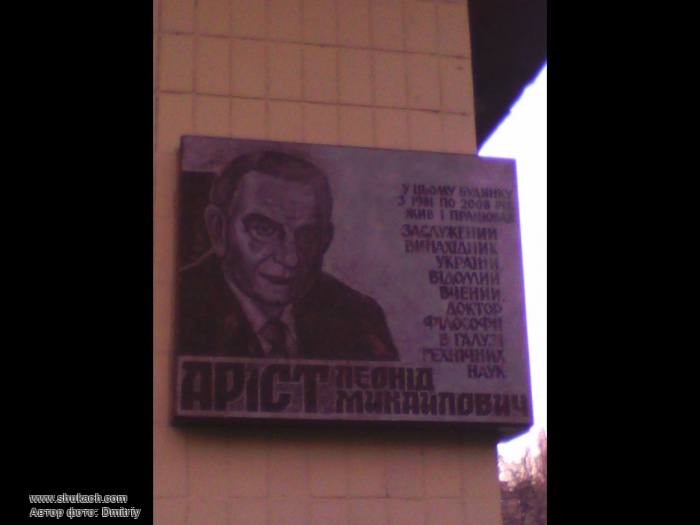 У ЦЬОМУ БУДИНКУ
З 1981 ПО 2008 РІК
ЖИВ І ПРАЦЮВАВ
ЗАСЛУЖЕНИЙ
ВИНАХІДНИК
УКРАЇНИ,
ВІДОМИЙ
ВЧЕНИЙ,
ДОКТОР
ФІЛОСОФІЇ
В ГАЛУЗІ
ТЕХНІЧНИХ
НАУК
АРІСТ ЛЕОНІД
МИХАЙЛОВИЧ
www.shukach.com
Автор фото: Dmitriy